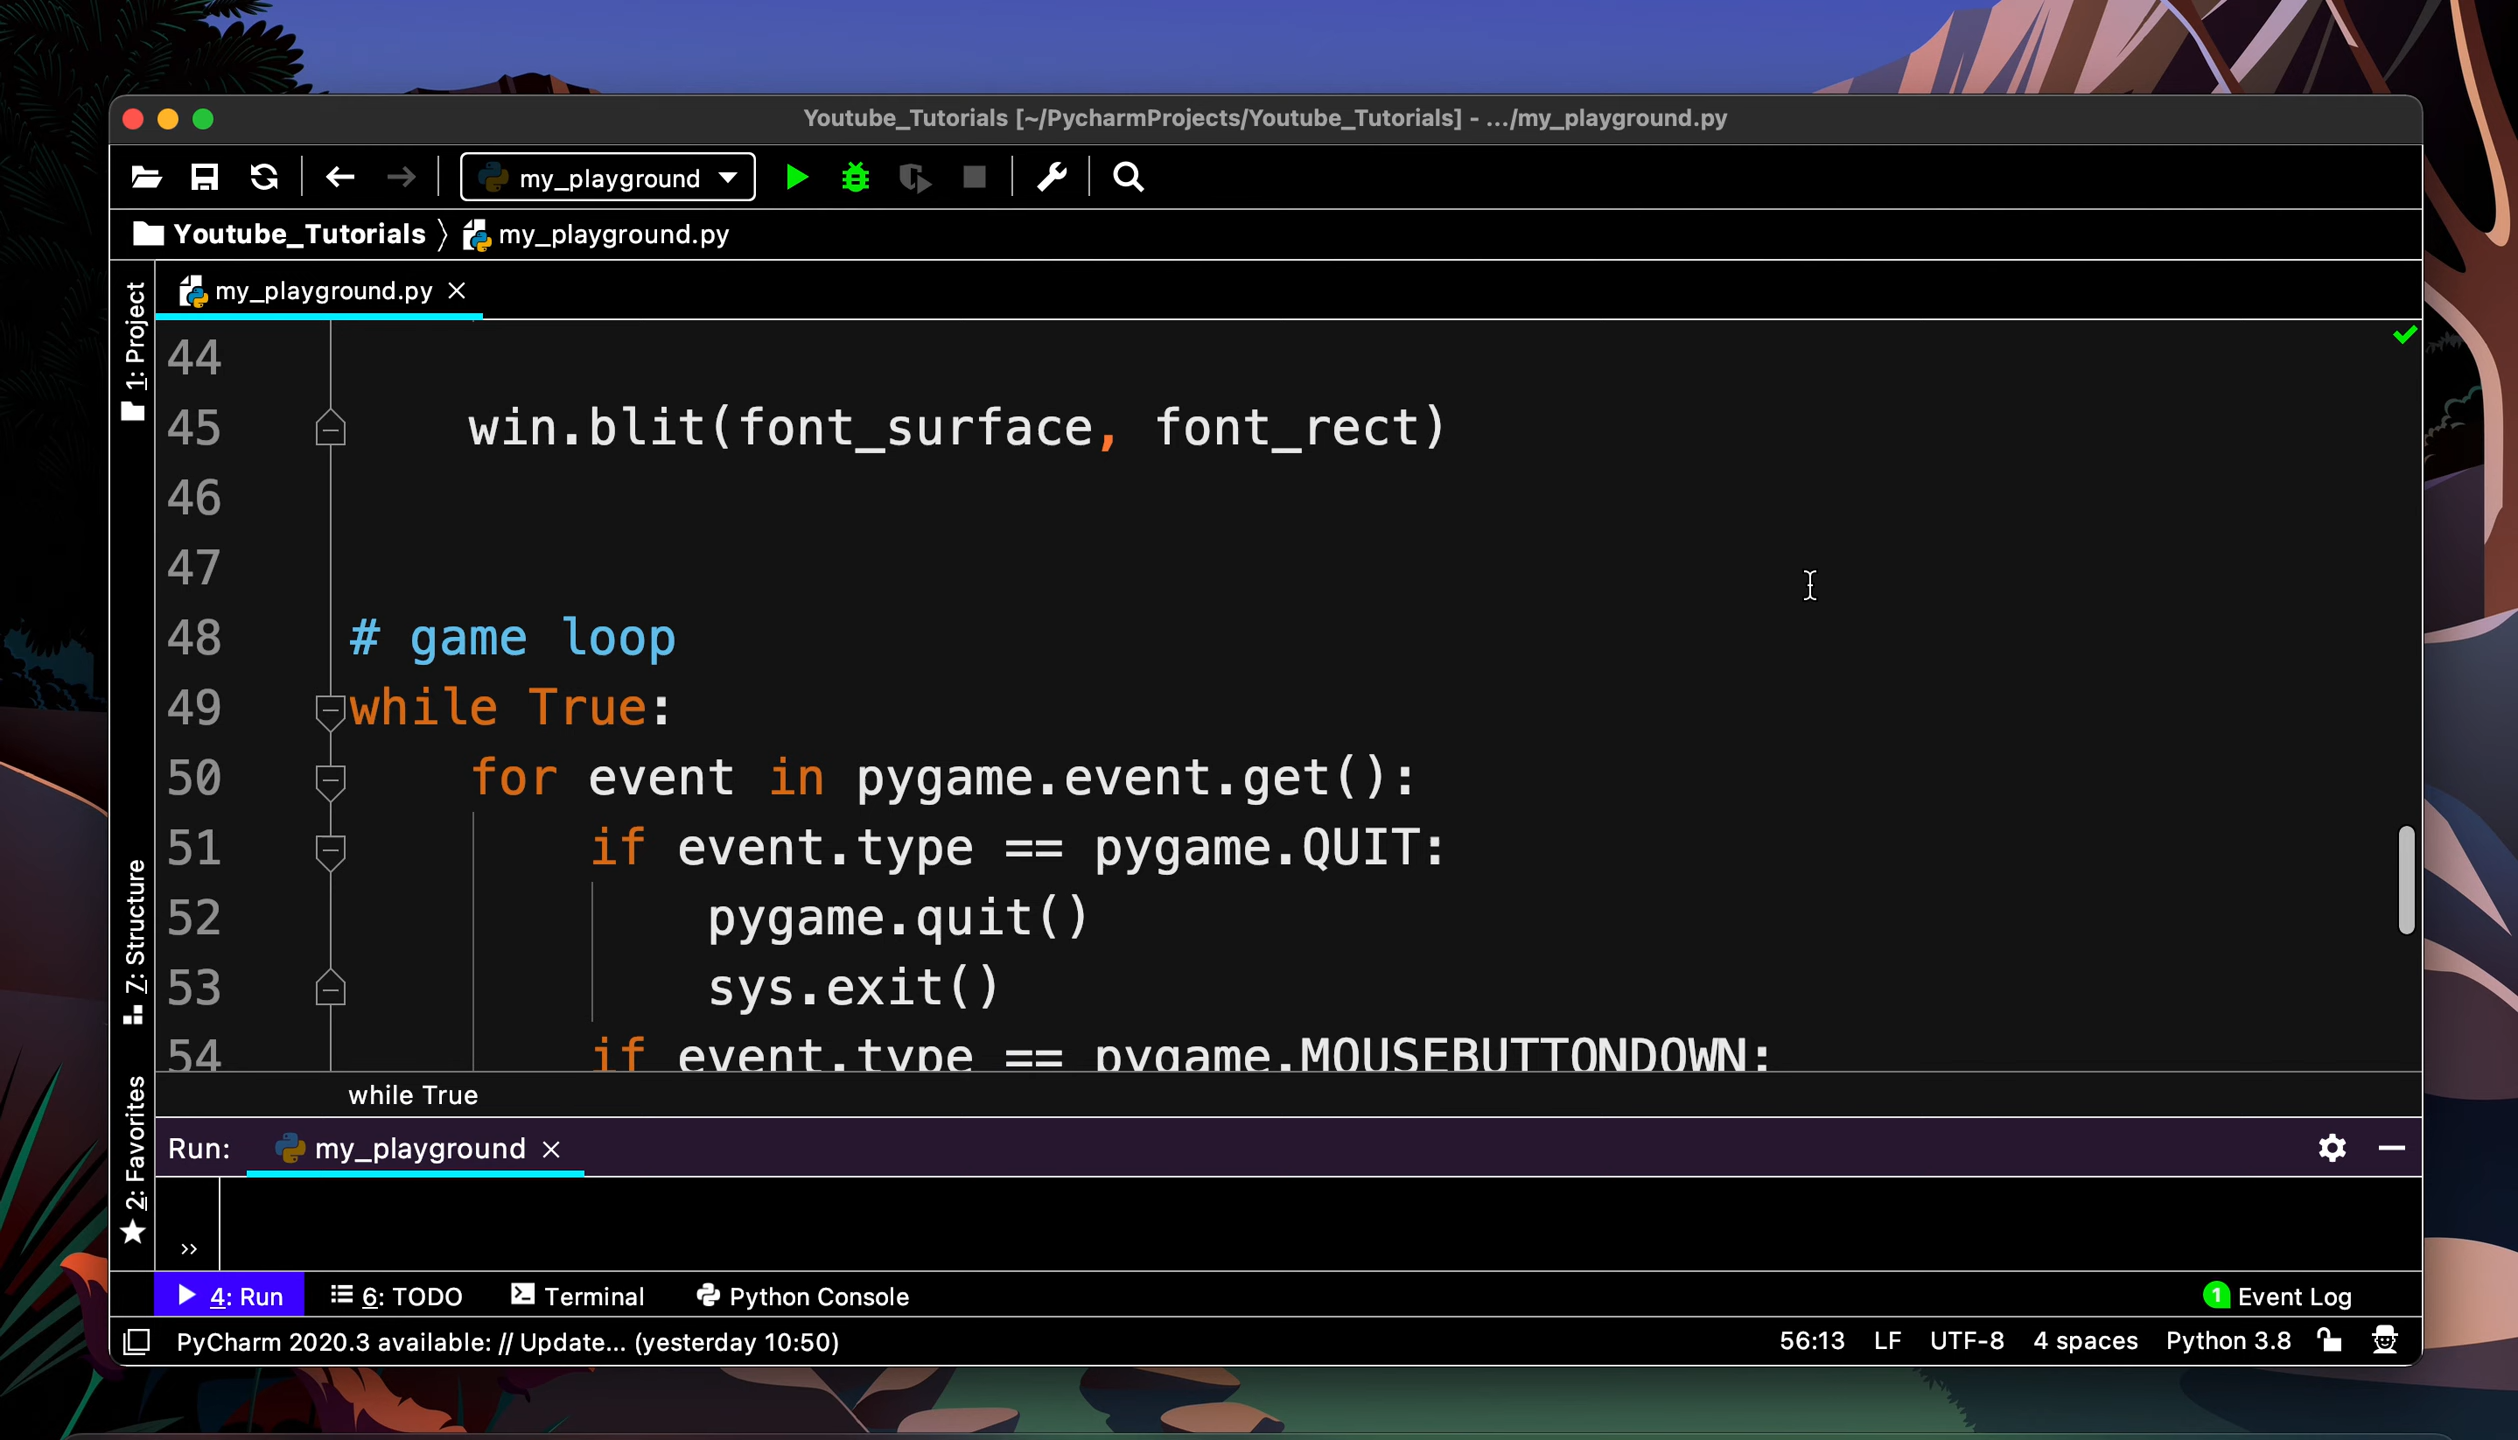 Youtube_Tutorials [~/PycharmProjects/Youtube_Tutorials] - .../my_playground.py
my_playground
Youtube_Tutorials 〉 my_playground.py
1: Project
my_playground.py ×
44
45 win.blit(font_surface, font_rect)
46
47
48 # game loop
49 while True:
50 for event in pygame.event.get():
51 if event.type == pygame.QUIT:
52 pygame.quit()
53 sys.exit()
54 if event.type == pygame.MOUSEBUTTONDOWN:
7: Structure
while True
2: Favorites
Run: my_playground ×
>>
4: Run 6: TODO Terminal Python Console 1 Event Log
PyCharm 2020.3 available: // Update... (yesterday 10:50) 56:13 LF UTF-8 4 spaces Python 3.8